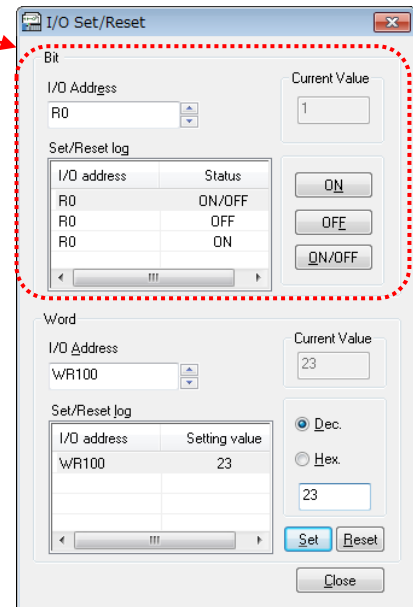 I/O Set/Reset
Bit
I/O Address
R0
Current Value
1
Set/Reset log
I/O address Status
R0 ON/OFF
R0 OFF
R0 ON
ON
OFF
ON/OFF
Word
I/O Address
WR100
Current Value
23
Set/Reset log
I/O address Setting value
WR100 23
Dec.
Hex.
23
Set Reset
Close